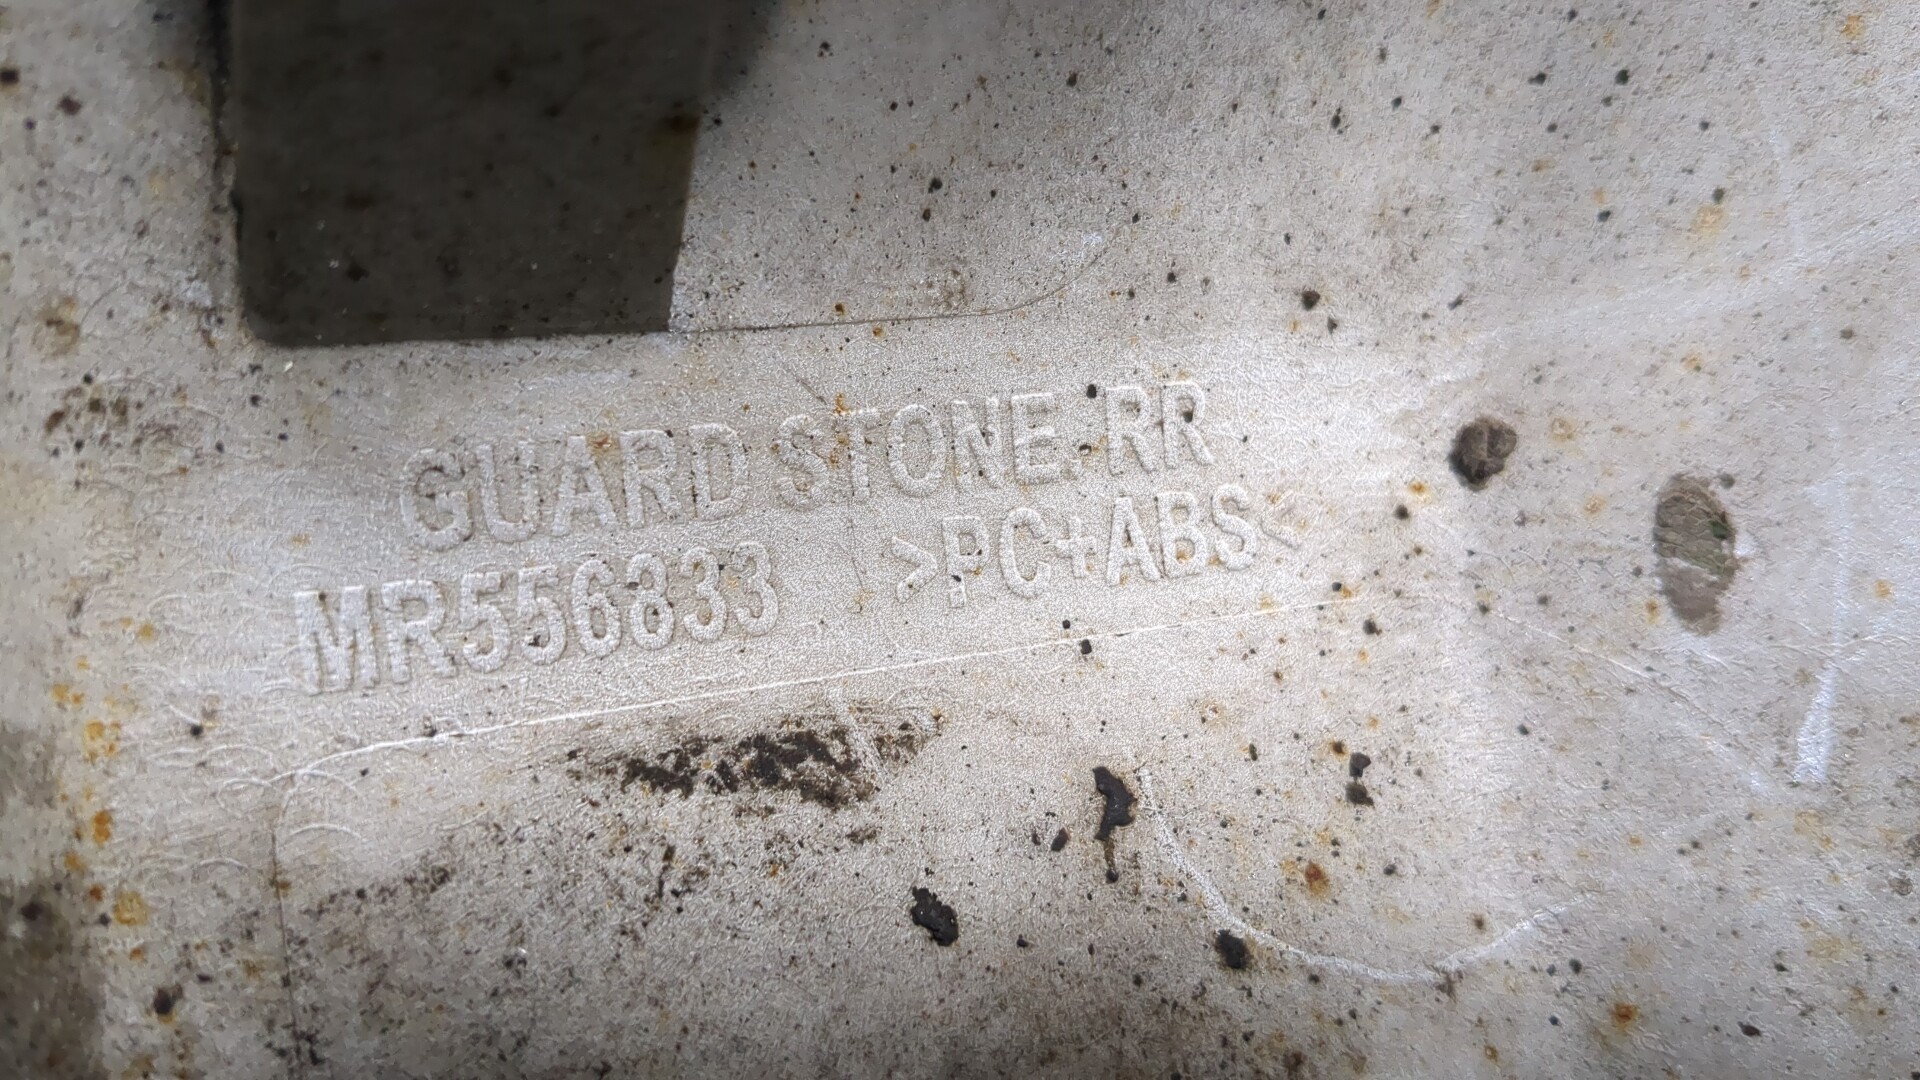 GUARD STONE.RR
MR556833 >PC+ABS<